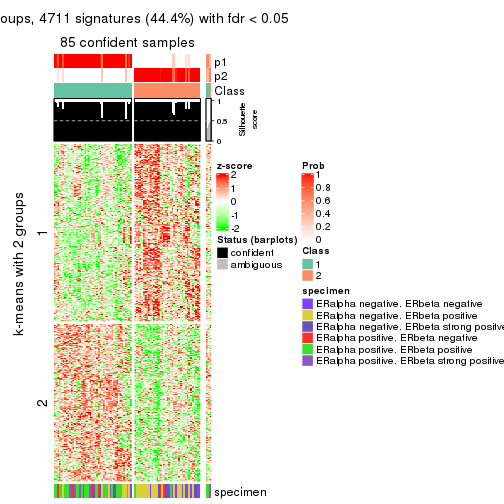 oups, 4711 signatures (44.4%) with fdr < 0.05
85 confident samples
p1
p2
Class
1
0.5
0
Silhouette
score
k-means with 2 groups
1
2
z-score
2
1
0
-1
-2
Status (barplots)
confident
ambiguous
Prob
1
0.8
0.6
0.4
0.2
0
Class
1
2
specimen
ERalpha negative. ERbeta negative
ERalpha negative. ERbeta positive
ERalpha negative. ERbeta strong positive
ERalpha positive. ERbeta negative
ERalpha positive. ERbeta positive
ERalpha positive. ERbeta strong positive
specimen